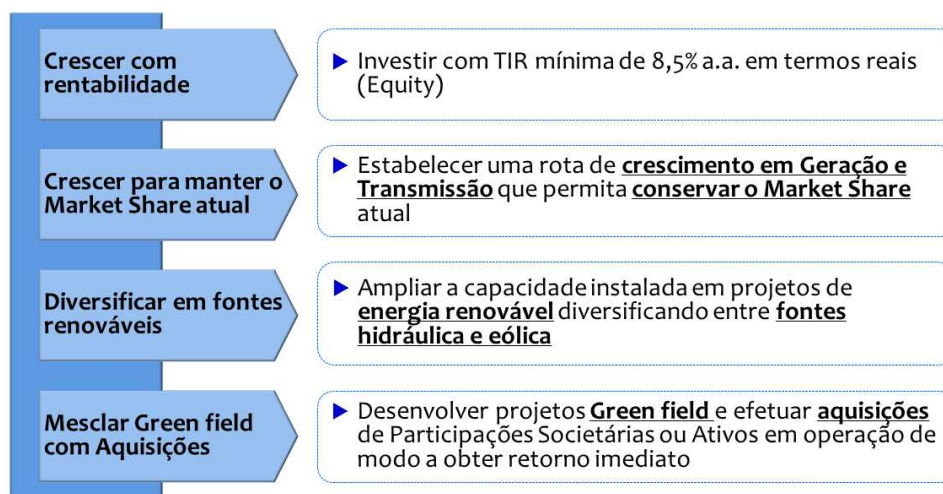 Crescer com
rentabilidade
▶ Investir com TIR mínima de 8,5% a.a. em termos reais
(Equity)
Crescer para manter o
Market Share atual
▶ Estabelecer uma rota de crescimento em Geração e
Transmissão que permita conservar o Market Share
atual
Diversificar em fontes
renováveis
▶ Ampliar a capacidade instalada em projetos de
energia renovável diversificando entre fontes
hidráulica e eólica
Mesclar Green field
com Aquisições
▶ Desenvolver projetos Green field e efetuar aquisições
de Participações Societárias ou Ativos em operação de
modo a obter retorno imediato